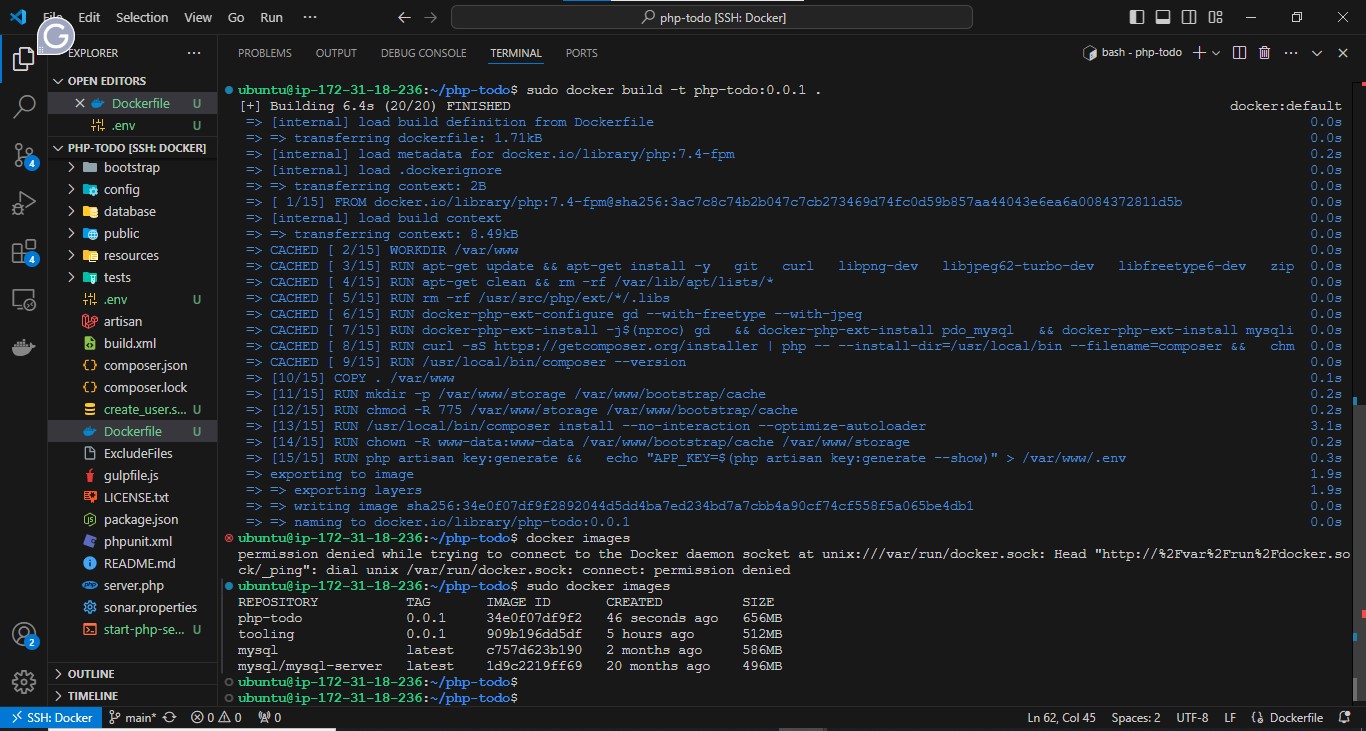 File Edit Selection View Go Run ··· php-todo [SSH: Docker]
G
EXPLORER ···
OPEN EDITORS
Dockerfile U
.env U
PHP-TODO [SSH: DOCKER]
bootstrap
config
database
public
resources
tests
.env U
artisan
build.xml
composer.json
composer.lock
create_user.s... U
Dockerfile U
ExcludeFiles
gulpfile.js
LICENSE.txt
package.json
phpunit.xml
README.md
server.php
sonar.properties
start-php-se... U
OUTLINE
TIMELINE
4
4
2
PROBLEMS OUTPUT DEBUG CONSOLE TERMINAL PORTS bash - php-todo
ubuntu@ip-172-31-18-236:~/php-todo$ sudo docker build -t php-todo:0.0.1 .
[+] Building 6.4s (20/20) FINISHED docker:default
=> [internal] load build definition from Dockerfile 0.0s
=> => transferring dockerfile: 1.71kB 0.0s
=> [internal] load metadata for docker.io/library/php:7.4-fpm 0.2s
=> [internal] load .dockerignore 0.0s
=> => transferring context: 2B 0.0s
=> [ 1/15] FROM docker.io/library/php:7.4-fpm@sha256:3ac7c8c74b2b047c7cb273469d74fc0d59b857aa44043e6ea6a0084372811d5b 0.0s
=> [internal] load build context 0.0s
=> => transferring context: 8.49kB 0.0s
=> CACHED [ 2/15] WORKDIR /var/www 0.0s
=> CACHED [ 3/15] RUN apt-get update && apt-get install -y git curl libpng-dev libjpeg62-turbo-dev libfreetype6-dev zip 0.0s
=> CACHED [ 4/15] RUN apt-get clean && rm -rf /var/lib/apt/lists/* 0.0s
=> CACHED [ 5/15] RUN rm -rf /usr/src/php/ext/*/.libs 0.0s
=> CACHED [ 6/15] RUN docker-php-ext-configure gd --with-freetype --with-jpeg 0.0s
=> CACHED [ 7/15] RUN docker-php-ext-install -j$(nproc) gd && docker-php-ext-install pdo_mysql && docker-php-ext-install mysqli 0.0s
=> CACHED [ 8/15] RUN curl -sS https://getcomposer.org/installer | php -- --install-dir=/usr/local/bin --filename=composer && chm 0.0s
=> CACHED [ 9/15] RUN /usr/local/bin/composer --version 0.0s
=> [10/15] COPY . /var/www 0.1s
=> [11/15] RUN mkdir -p /var/www/storage /var/www/bootstrap/cache 0.2s
=> [12/15] RUN chmod -R 775 /var/www/storage /var/www/bootstrap/cache 0.2s
=> [13/15] RUN /usr/local/bin/composer install --no-interaction --optimize-autoloader 3.1s
=> [14/15] RUN chown -R www-data:www-data /var/www/bootstrap/cache /var/www/storage 0.2s
=> [15/15] RUN php artisan key:generate && echo "APP_KEY=$(php artisan key:generate --show)" > /var/www/.env 0.3s
=> exporting to image 1.9s
=> => exporting layers 1.9s
=> => writing image sha256:34e0f07df9f2892044d5dd4ba7ed234bd7a7cbb4a90cf74cf558f5a065be4db1 0.0s
=> => naming to docker.io/library/php-todo:0.0.1 0.0s
ubuntu@ip-172-31-18-236:~/php-todo$ docker images
permission denied while trying to connect to the Docker daemon socket at unix:///var/run/docker.sock: Head "http://%2Fvar%2Frun%2Fdocker.so
ck/_ping": dial unix /var/run/docker.sock: connect: permission denied
ubuntu@ip-172-31-18-236:~/php-todo$ sudo docker images
REPOSITORY TAG IMAGE ID CREATED SIZE
php-todo 0.0.1 34e0f07df9f2 46 seconds ago 656MB
tooling 0.0.1 909b196dd5df 5 hours ago 512MB
mysql latest c757d623b190 2 months ago 586MB
mysql/mysql-server latest 1d9c2219ff69 20 months ago 496MB
ubuntu@ip-172-31-18-236:~/php-todo$
ubuntu@ip-172-31-18-236:~/php-todo$
SSH: Docker main* 0 0 0 Ln 62, Col 45 Spaces: 2 UTF-8 LF Dockerfile